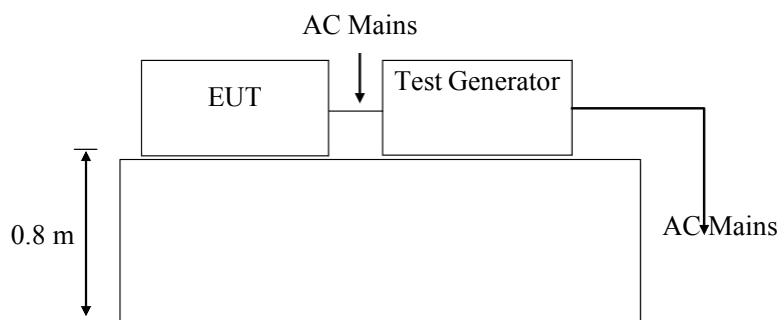 AC Mains
EUT
Test Generator
0.8 m
AC Mains